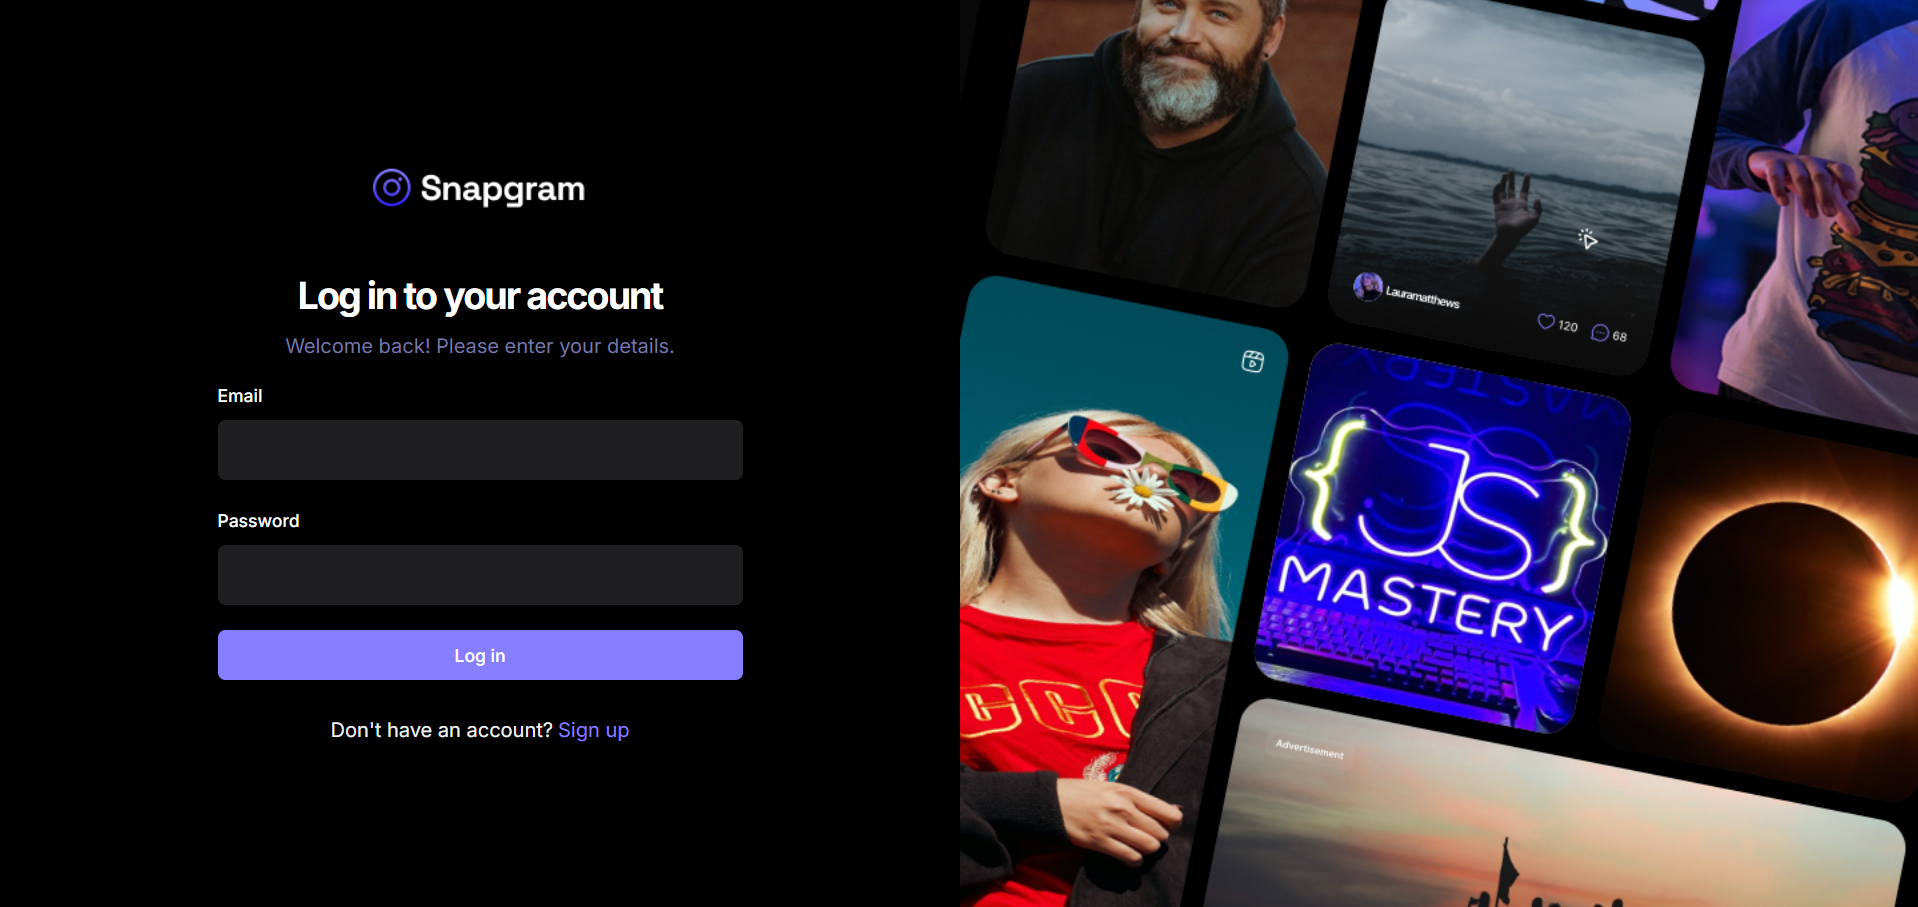 Snapgram
Log in to your account
Welcome back! Please enter your details.
Email
Password
Log in
Don't have an account? Sign up
Lauramatthews
120
68
MASTERY
{JS}
MASTERY
Advertisement